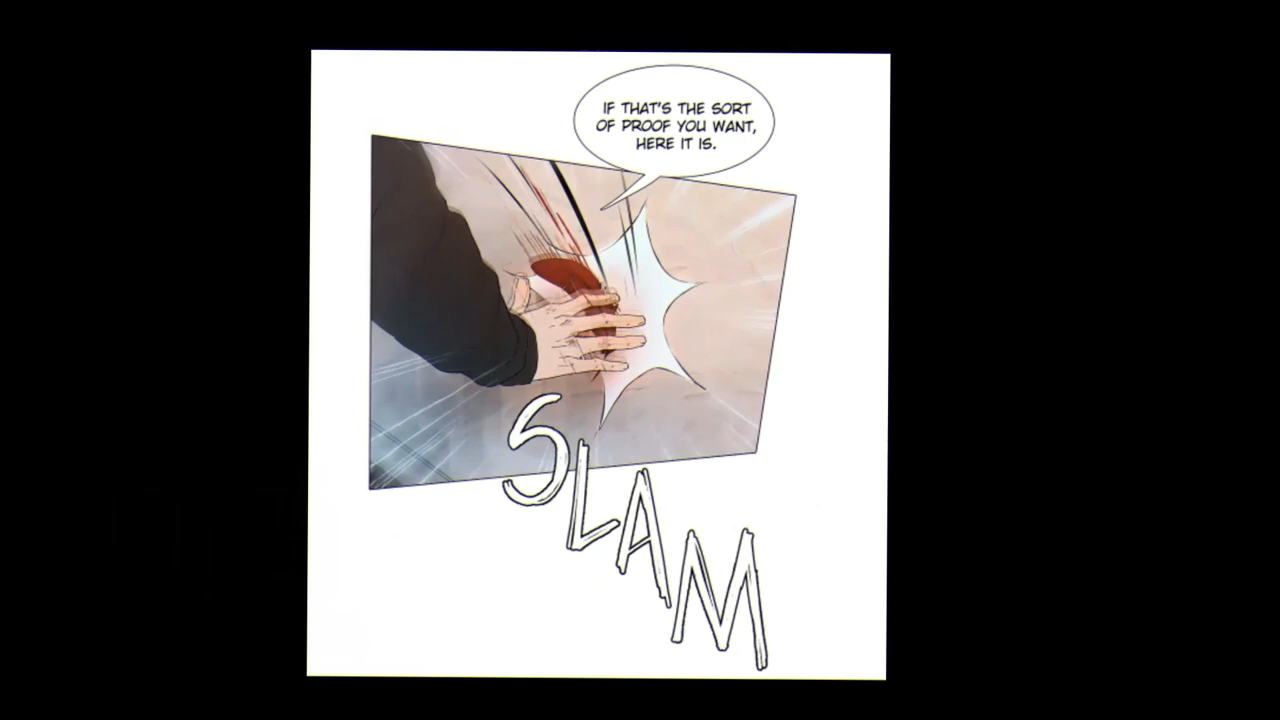 IF THAT'S THE SORT
OF PROOF YOU WANT,
HERE IT IS.
SLAM